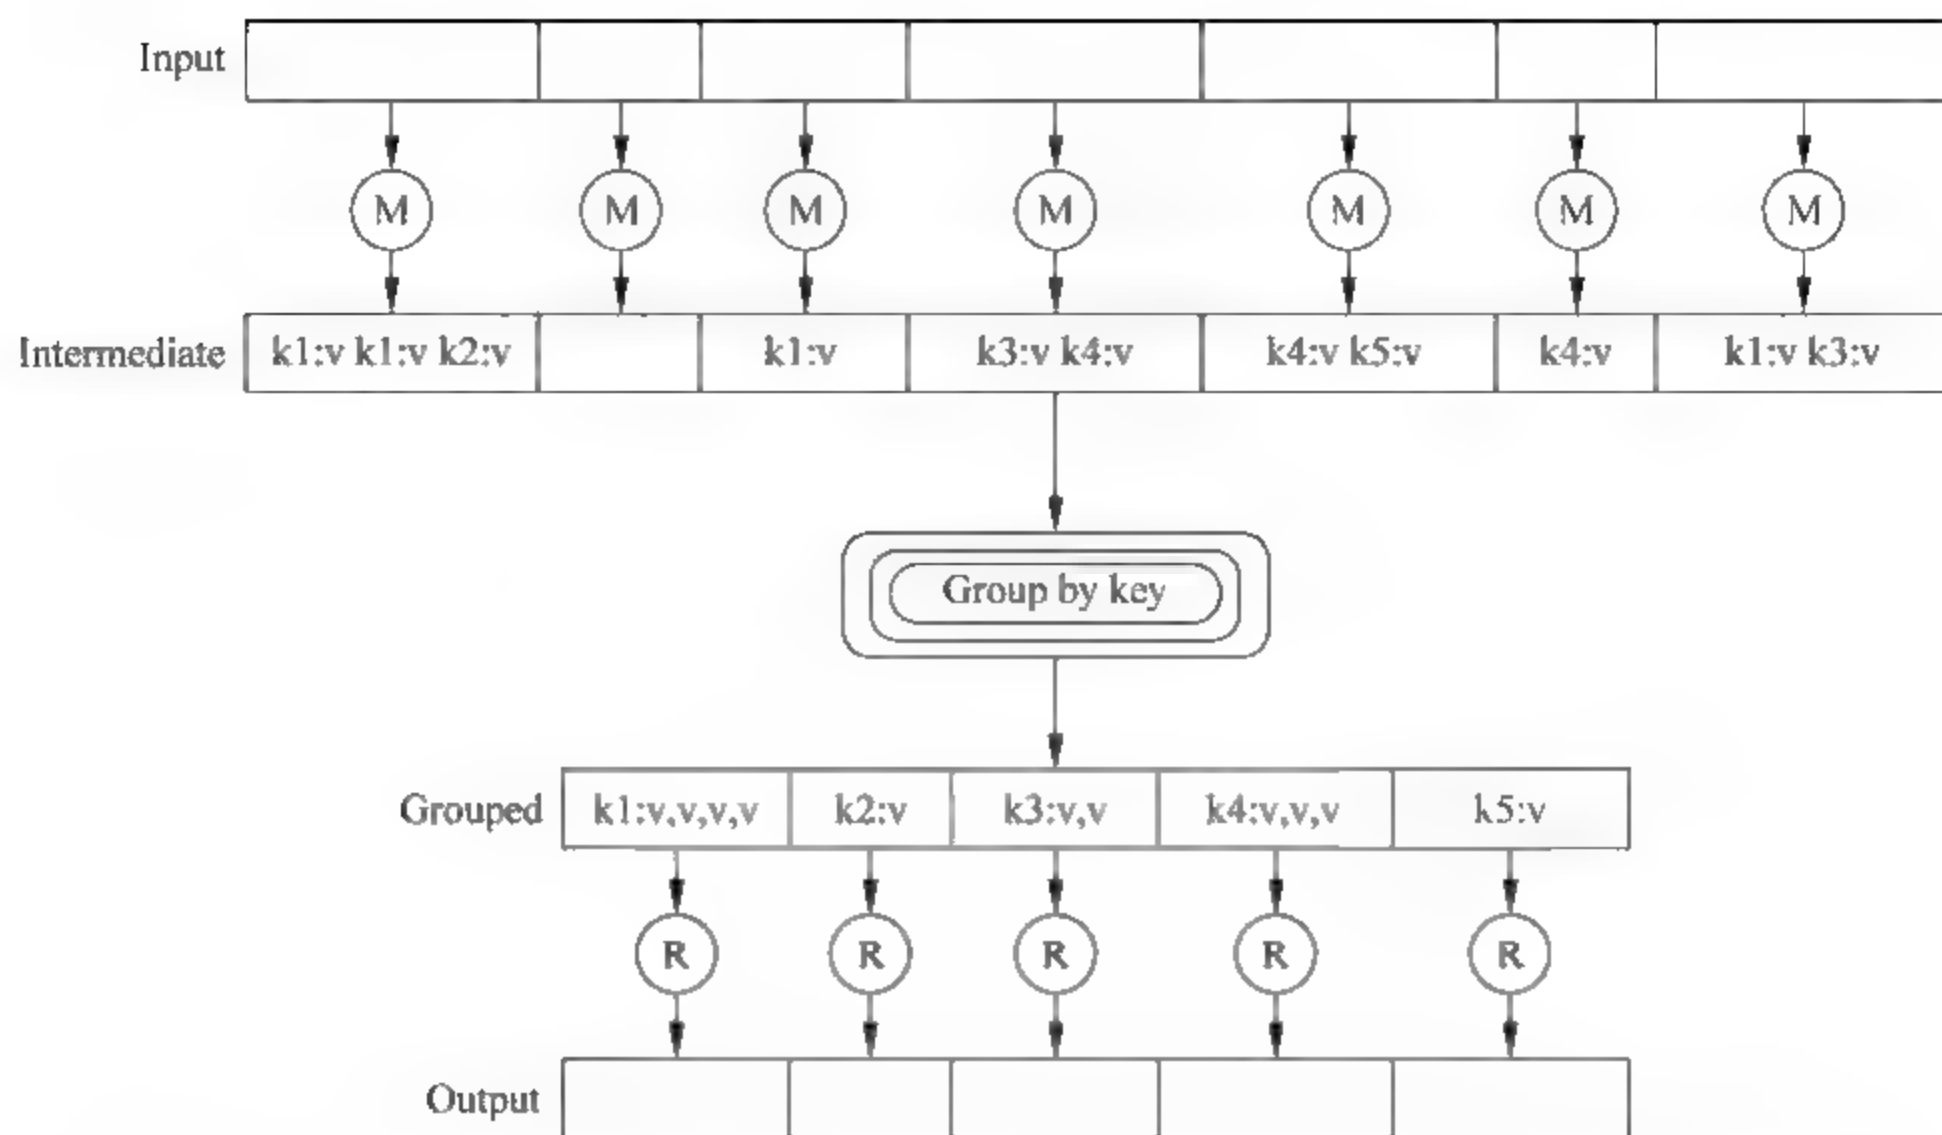 Input
M M M M M M M
Intermediate k1:v k1:v k2:v k1:v k3:v k4:v k4:v k5:v k4:v k1:v k3:v
Group by key
Grouped k1:v,v,v,v k2:v k3:v,v k4:v,v,v k5:v
R R R R R
Output